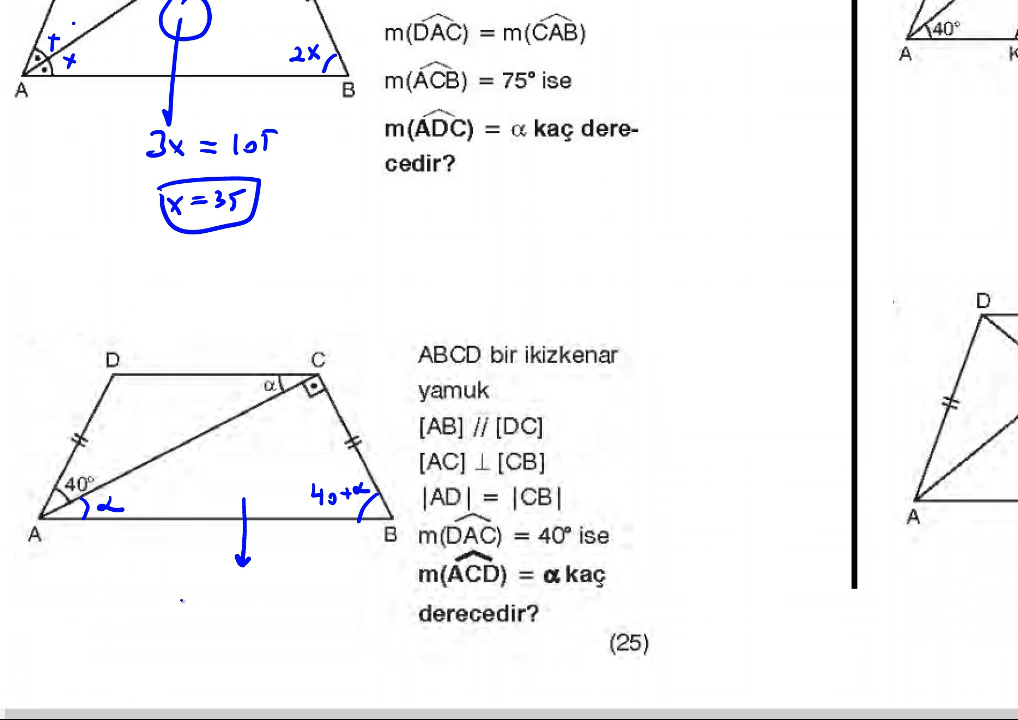 x
x
2x
A
B
3x = 105
x = 35
m(DAC) = m(CAB)
m(ACB) = 75° ise
m(ADC) = α kaç dere-
cedir?
40°
A
K
D
C
α
40°
α
40+α
A
B
ABCD bir ikizkenar
yamuk
[AB] // [DC]
[AC] ⊥ [CB]
|AD| = |CB|
m(DAC) = 40° ise
m(ACD) = α kaç
derecedir?
(25)
D
A